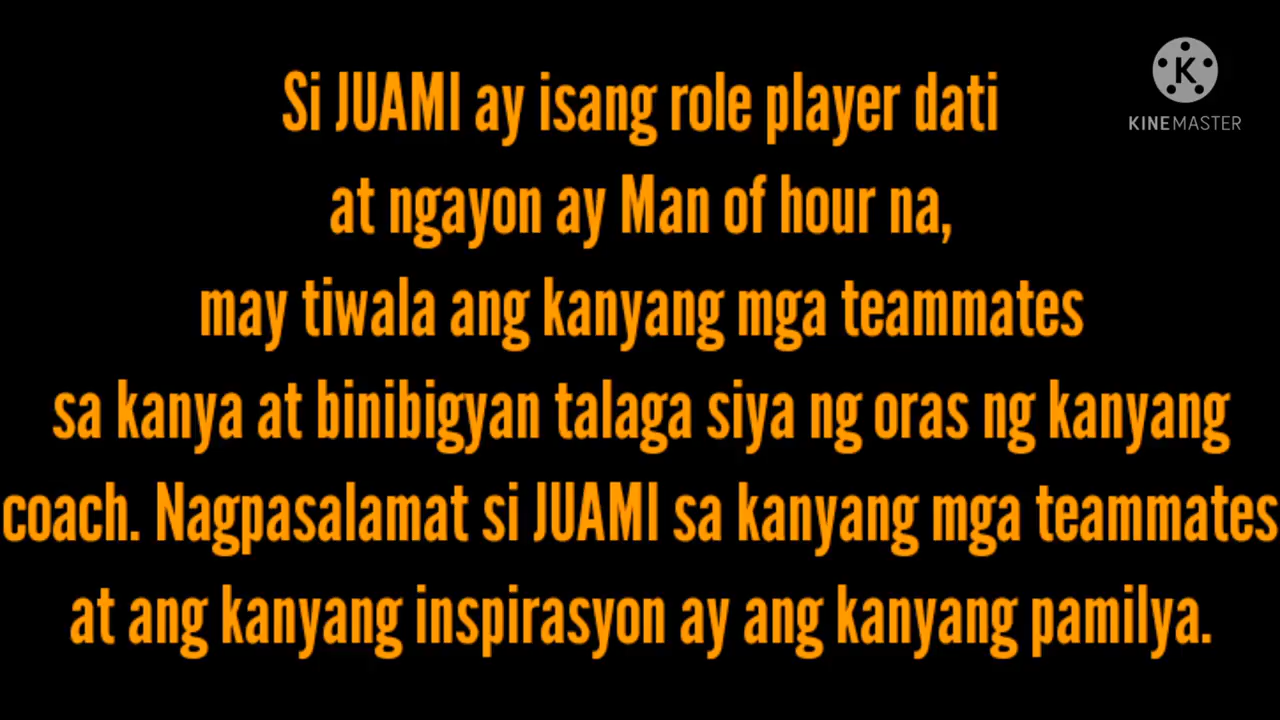 Si JUAMI ay isang role player dati
at ngayon ay Man of hour na,
may tiwala ang kanyang mga teammates
sa kanya at binibigyan talaga siya ng oras ng kanyang
coach. Nagpasalamat si JUAMI sa kanyang mga teammates
at ang kanyang inspirasyon ay ang kanyang pamilya.
K
KINEMASTER